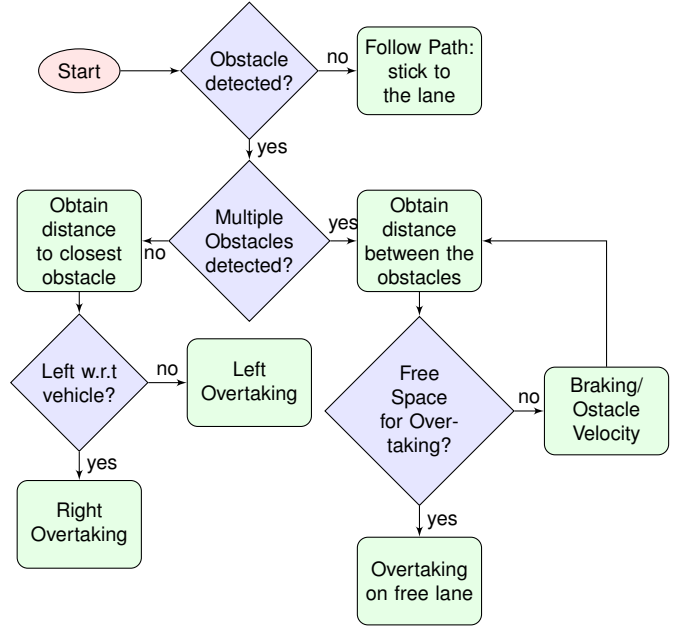 Start
Obstacle
detected?
no
Follow Path:
stick to
the lane
yes
Obtain
distance
to closest
obstacle
no
Multiple
Obstacles
detected?
yes
Obtain
distance
between the
obstacles
Left w.r.t
vehicle?
no
Left
Overtaking
yes
Right
Overtaking
Free
Space
for Over-
taking?
no
Braking/
Ostacle
Velocity
yes
Overtaking
on free lane